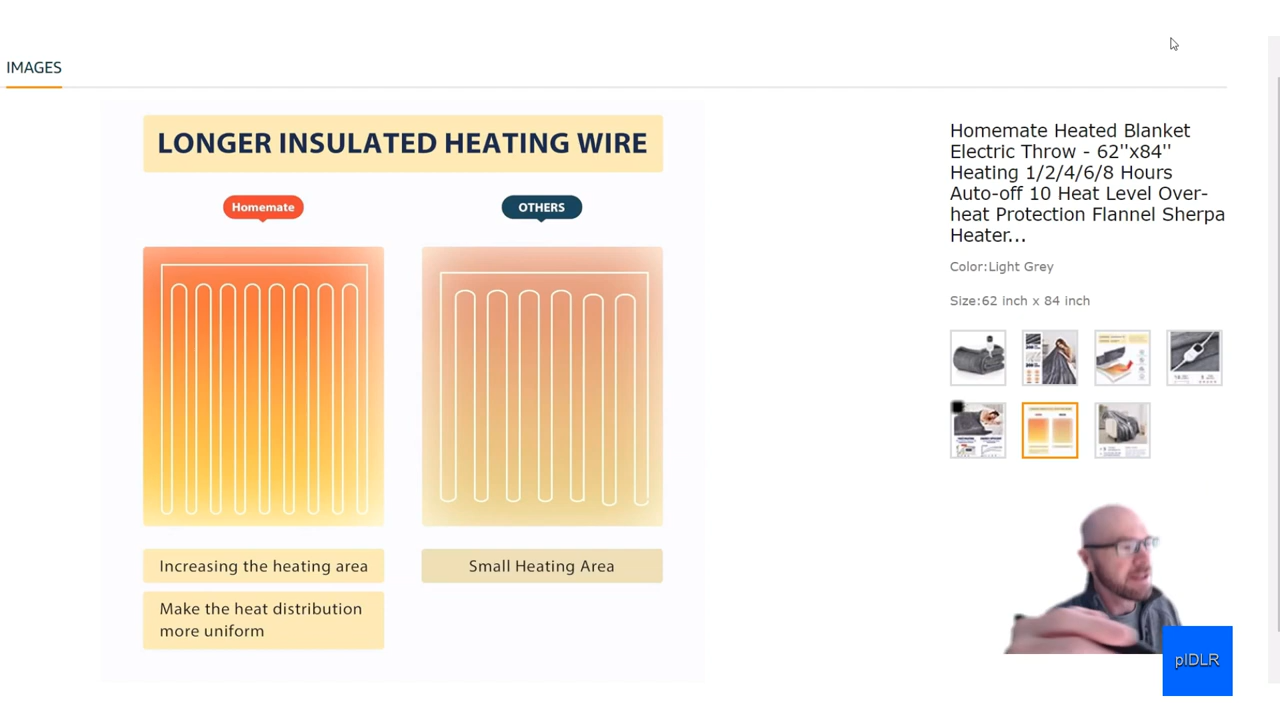 IMAGES
LONGER INSULATED HEATING WIRE
Homemate
OTHERS
Increasing the heating area
Make the heat distribution
more uniform
Small Heating Area
Homemate Heated Blanket
Electric Throw - 62''x84''
Heating 1/2/4/6/8 Hours
Auto-off 10 Heat Level Over-
heat Protection Flannel Sherpa
Heater...
Color:Light Grey
Size:62 inch x 84 inch
pIDLR